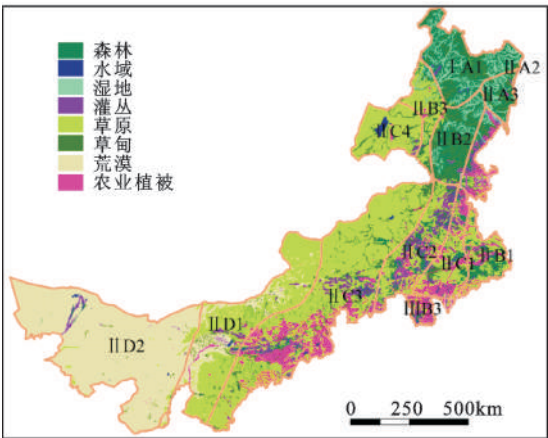 森林
水域
湿地
灌丛
草原
草甸
荒漠
农业植被
ⅠA1
ⅡA2
ⅡA3
ⅡB3
ⅡC4
ⅡB2
ⅡC2
ⅡB1
ⅡC1
ⅡC3
ⅢB3
ⅡD1
ⅡD2
0 250 500km